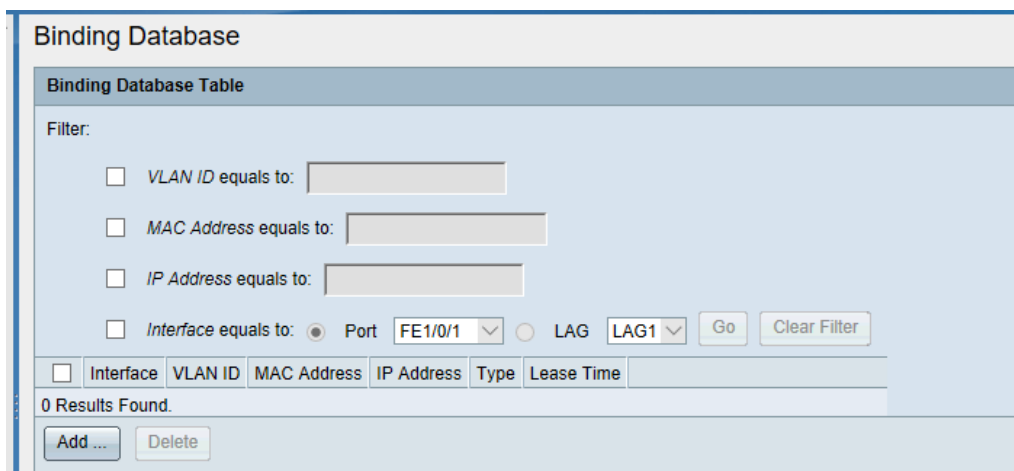 Binding Database
Binding Database Table
Filter:
VLAN ID equals to:
MAC Address equals to:
IP Address equals to:
Interface equals to: Port FE1/0/1 LAG LAG1 Go Clear Filter
Interface VLAN ID MAC Address IP Address Type Lease Time
0 Results Found.
Add ... Delete